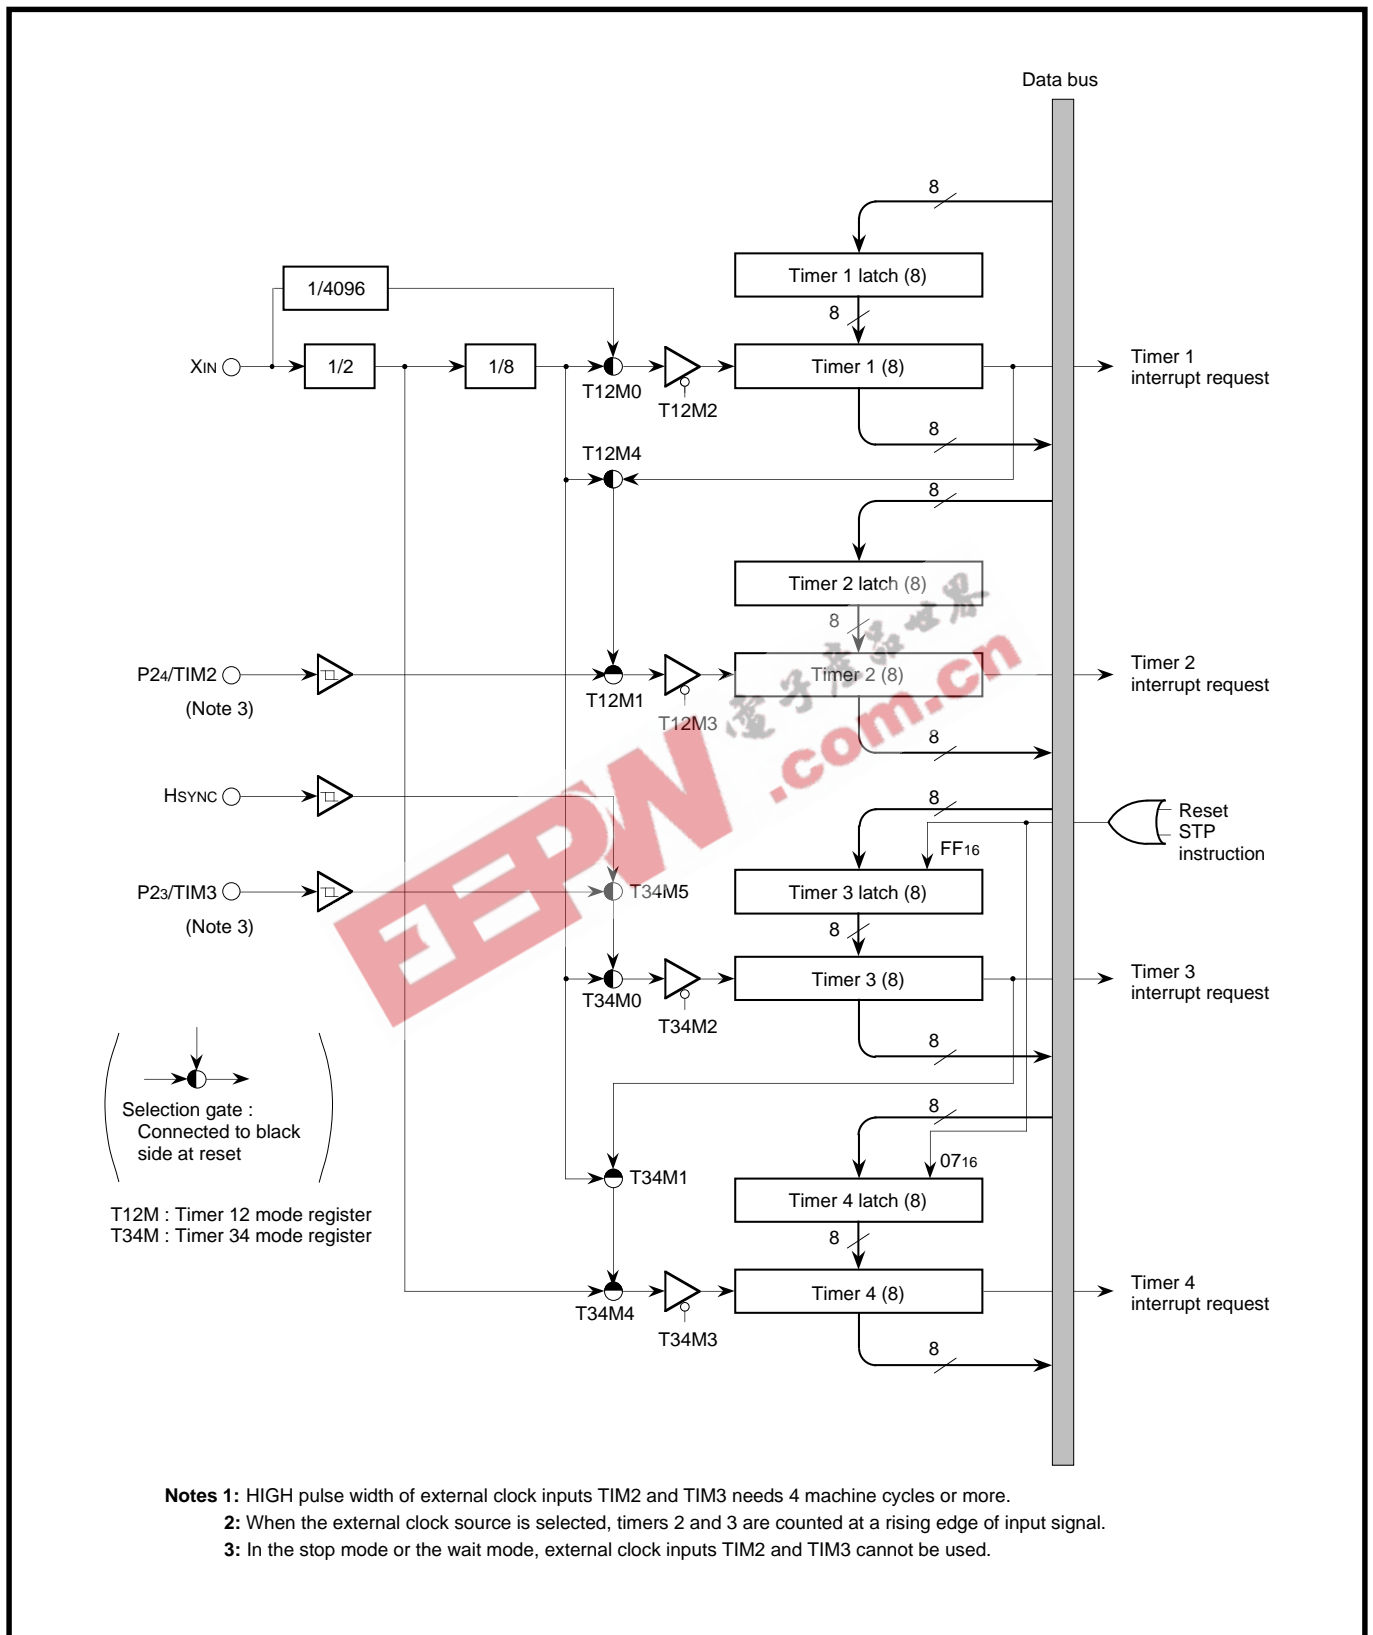 Data bus
8
Timer 1 latch (8)
1/4096
8
XIN
1/2
1/8
T12M0
T12M2
Timer 1 (8)
Timer 1
interrupt request
8
T12M4
8
Timer 2 latch (8)
8
P24/TIM2
(Note 3)
T12M1
T12M3
Timer 2 (8)
Timer 2
interrupt request
8
電子產品世界
.com.cn
EEPW
HSYNC
8
Reset
STP
instruction
FF16
P23/TIM3
(Note 3)
T34M5
Timer 3 latch (8)
8
T34M0
T34M2
Timer 3 (8)
Timer 3
interrupt request
8
Selection gate :
Connected to black
side at reset
8
0716
T34M1
Timer 4 latch (8)
T12M : Timer 12 mode register
T34M : Timer 34 mode register
8
T34M4
T34M3
Timer 4 (8)
Timer 4
interrupt request
8
Notes 1: HIGH pulse width of external clock inputs TIM2 and TIM3 needs 4 machine cycles or more.
2: When the external clock source is selected, timers 2 and 3 are counted at a rising edge of input signal.
3: In the stop mode or the wait mode, external clock inputs TIM2 and TIM3 cannot be used.